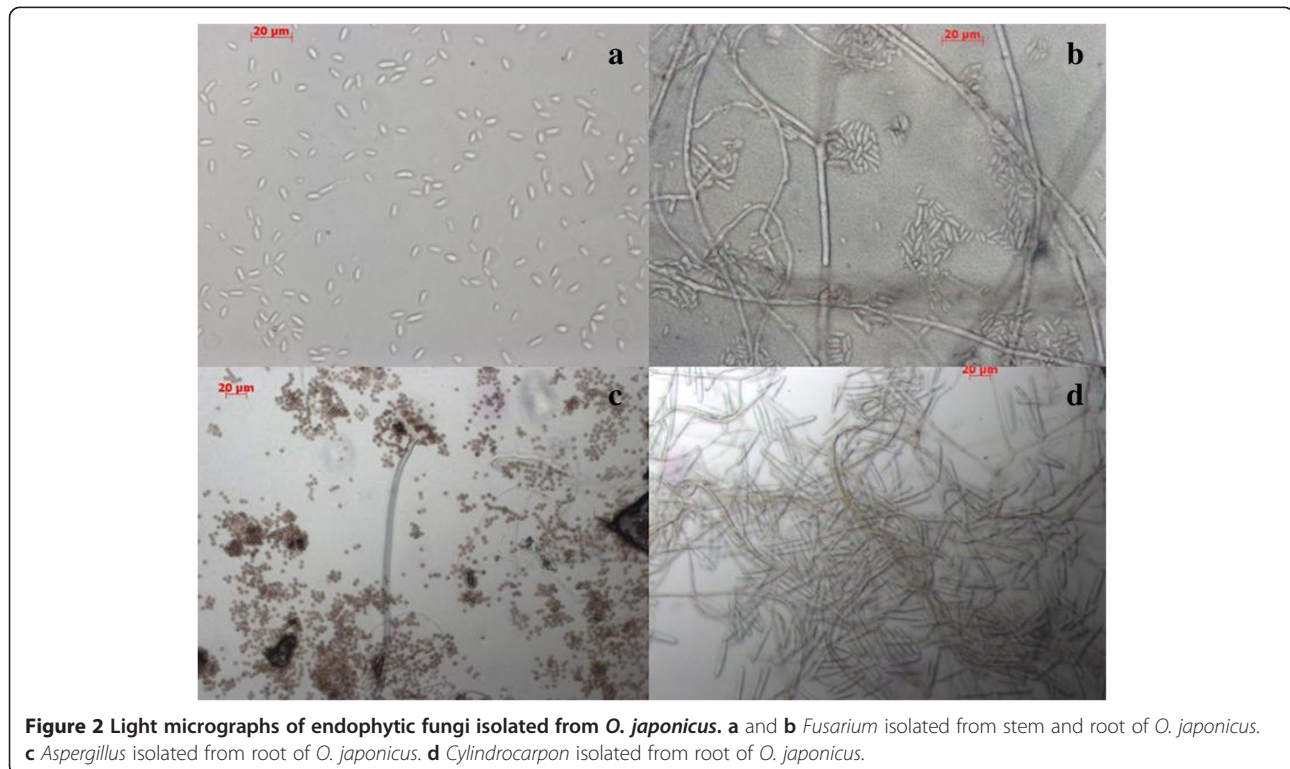 20 µm
a
20 µm
b
20 µm
c
20 µm
d
Figure 2 Light micrographs of endophytic fungi isolated from O. japonicus. a and b Fusarium isolated from stem and root of O. japonicus.
c Aspergillus isolated from root of O. japonicus. d Cylindrocarpon isolated from root of O. japonicus.